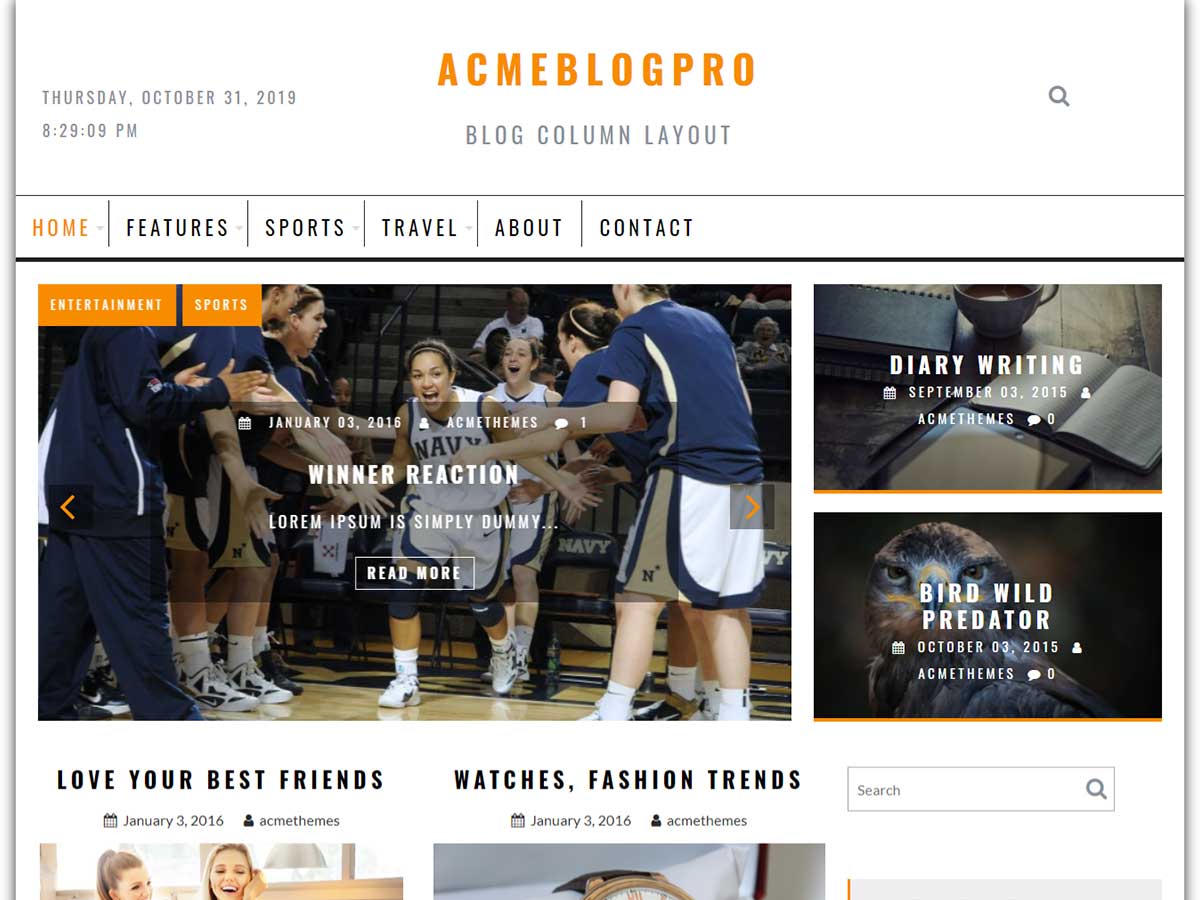 ACMEBLOGPRO
THURSDAY, OCTOBER 31, 2019
8:29:09 PM
BLOG COLUMN LAYOUT
HOME
FEATURES
SPORTS
TRAVEL
ABOUT
CONTACT
ENTERTAINMENT
SPORTS
JANUARY 03, 2016 ACMETHEMES 1
NAVY
WINNER REACTION
LOREM IPSUM IS SIMPLY DUMMY...
READ MORE
NAVY
NAVY
N
N
DIARY WRITING
SEPTEMBER 03, 2015
ACMETHEMES 0
BIRD WILD
PREDATOR
OCTOBER 03, 2015
ACMETHEMES 0
LOVE YOUR BEST FRIENDS
January 3, 2016 acmethemes
WATCHES, FASHION TRENDS
January 3, 2016 acmethemes
Search